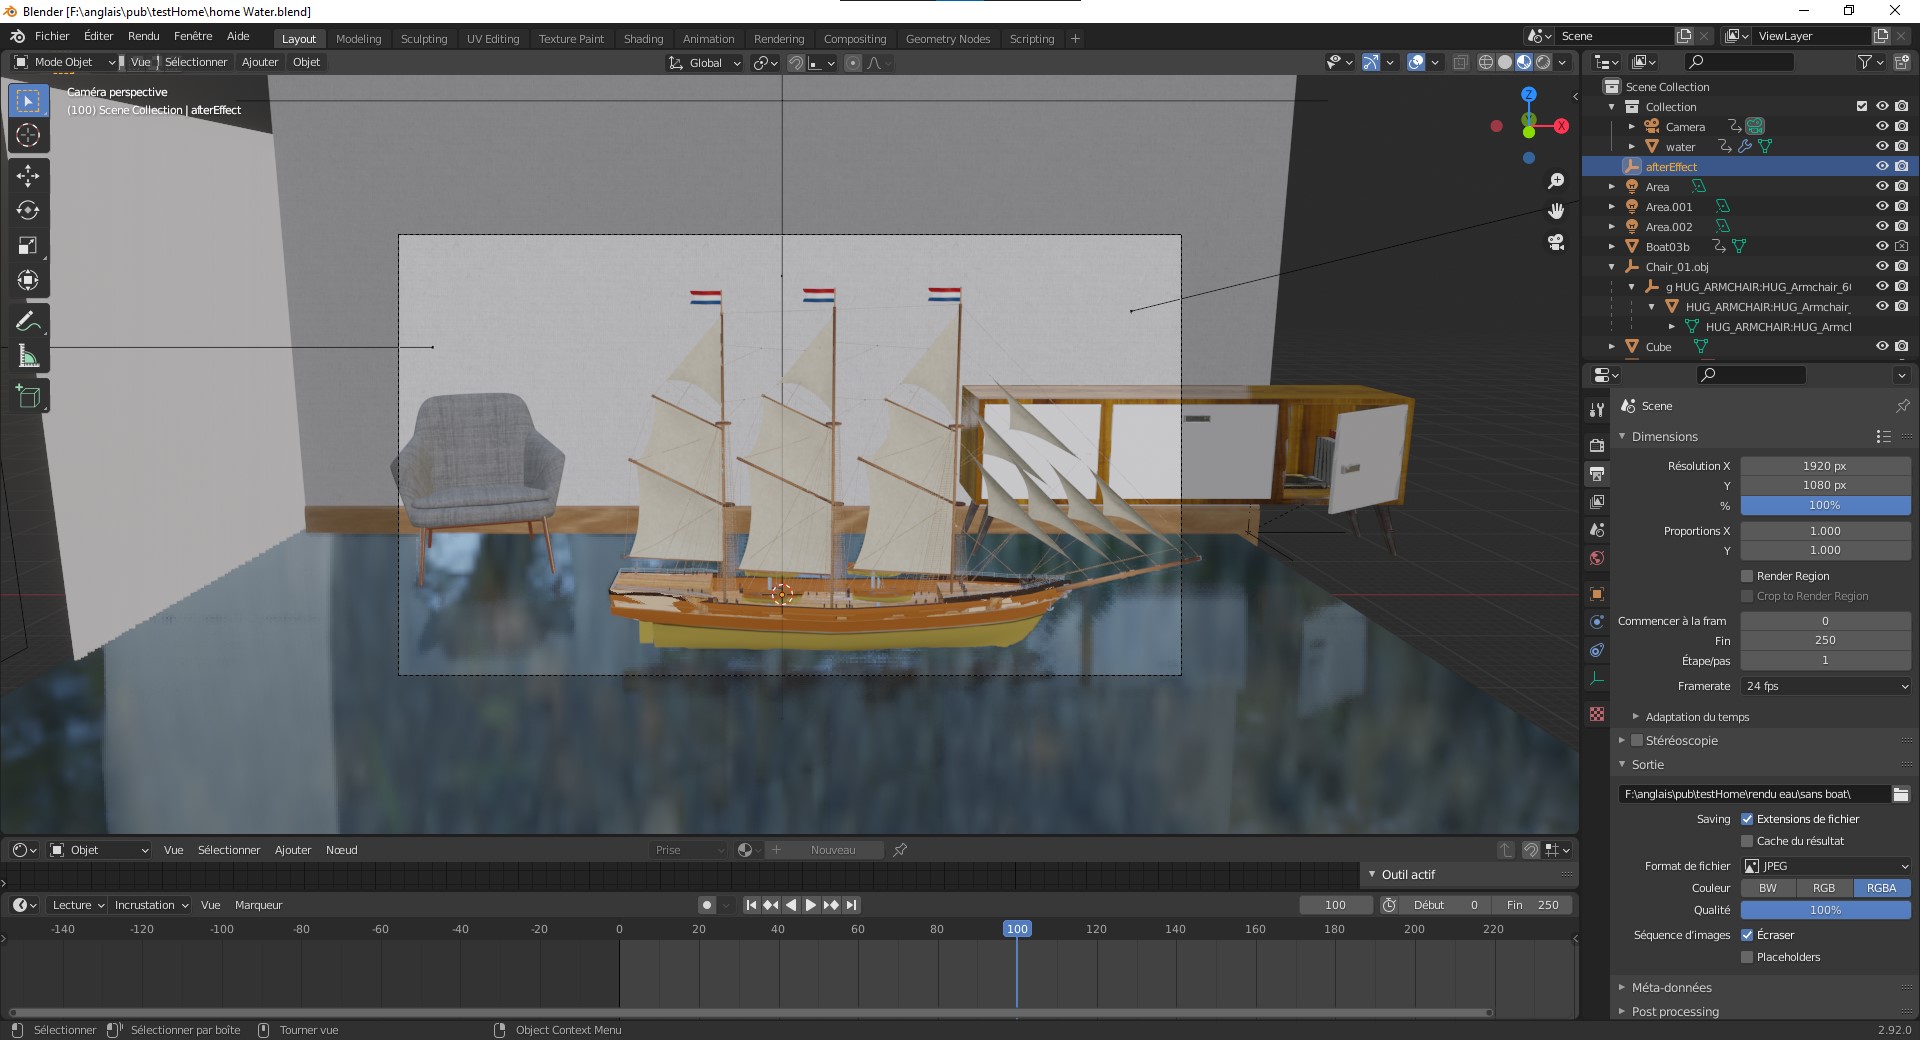 Blender [F:\anglais\pub\testHome\home Water.blend]
Fichier Éditer Rendu Fenêtre Aide
Layout Modeling Sculpting UV Editing Texture Paint Shading Animation Rendering Compositing Geometry Nodes Scripting +
Scene ViewLayer
Mode Objet Vue Sélectionner Ajouter Objet
Global
Caméra perspective
(100) Scene Collection | afterEffect
Z
Y
X
Scene Collection
Collection
Camera
water
afterEffect
Area
Area.001
Area.002
Boat03b
Chair_01.obj
g HUG_ARMCHAIR:HUG_Armchair_6
HUG_ARMCHAIR:HUG_Armchair_
HUG_ARMCHAIR:HUG_Armcl
Cube
Scene
Dimensions
Résolution X 1920 px
Y 1080 px
% 100%
Proportions X 1.000
Y 1.000
Render Region
Crop to Render Region
Commencer à la fram 0
Fin 250
Étape/pas 1
Framerate 24 fps
Adaptation du temps
Stéréoscopie
Sortie
F:\anglais\pub\testHome\rendu eau\sans boat\
Saving Extensions de fichier
Cache du résultat
Format de fichier JPEG
Couleur BW RGB RGBA
Qualité 100%
Séquence d'images Écraser
Placeholders
Méta-données
Post processing
Objet Vue Sélectionner Ajouter Nœud Prise Nouveau
Outil actif
Lecture Incrustation Vue Marqueur 100 Début 0 Fin 250
-140 -120 -100 -80 -60 -40 -20 0 20 40 60 80 100 120 140 160 180 200 220
Sélectionner Sélectionner par boîte Tourner vue Object Context Menu 2.92.0